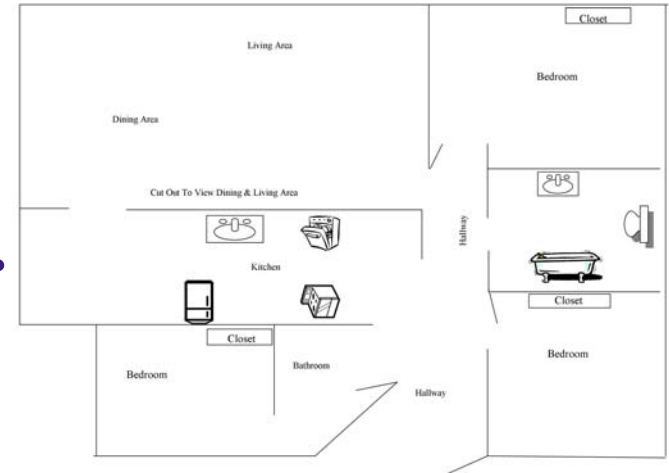 Closet
Living Area
Bedroom
Dining Area
Cut Out To View Dining & Living Area
Hallway
Kitchen
Closet
Closet
Bathroom
Bedroom
Bedroom
Hallway